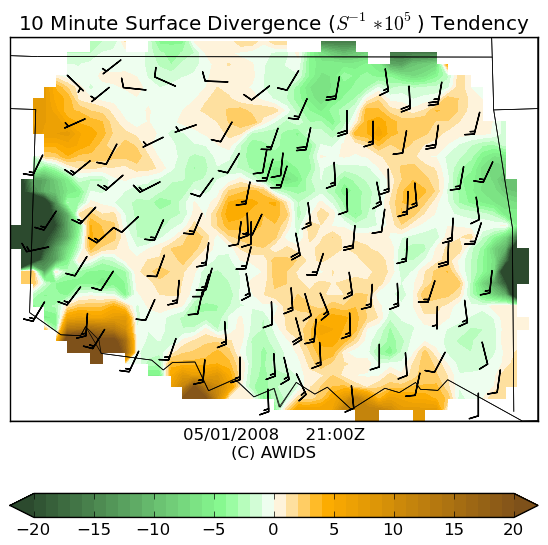 10 Minute Surface Divergence (S⁻¹ *10⁵ ) Tendency
05/01/2008 21:00Z
(C) AWIDS
−20 −15 −10 −5 0 5 10 15 20